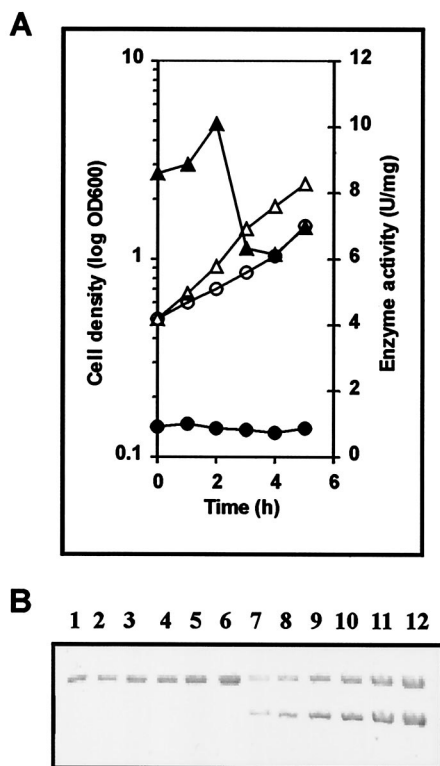 A
10
1
0.1
Cell density (log OD600)
12
10
8
6
4
2
0
Enzyme activity (U/mg)
0 2 4 6
Time (h)
B
1 2 3 4 5 6 7 8 9 10 11 12